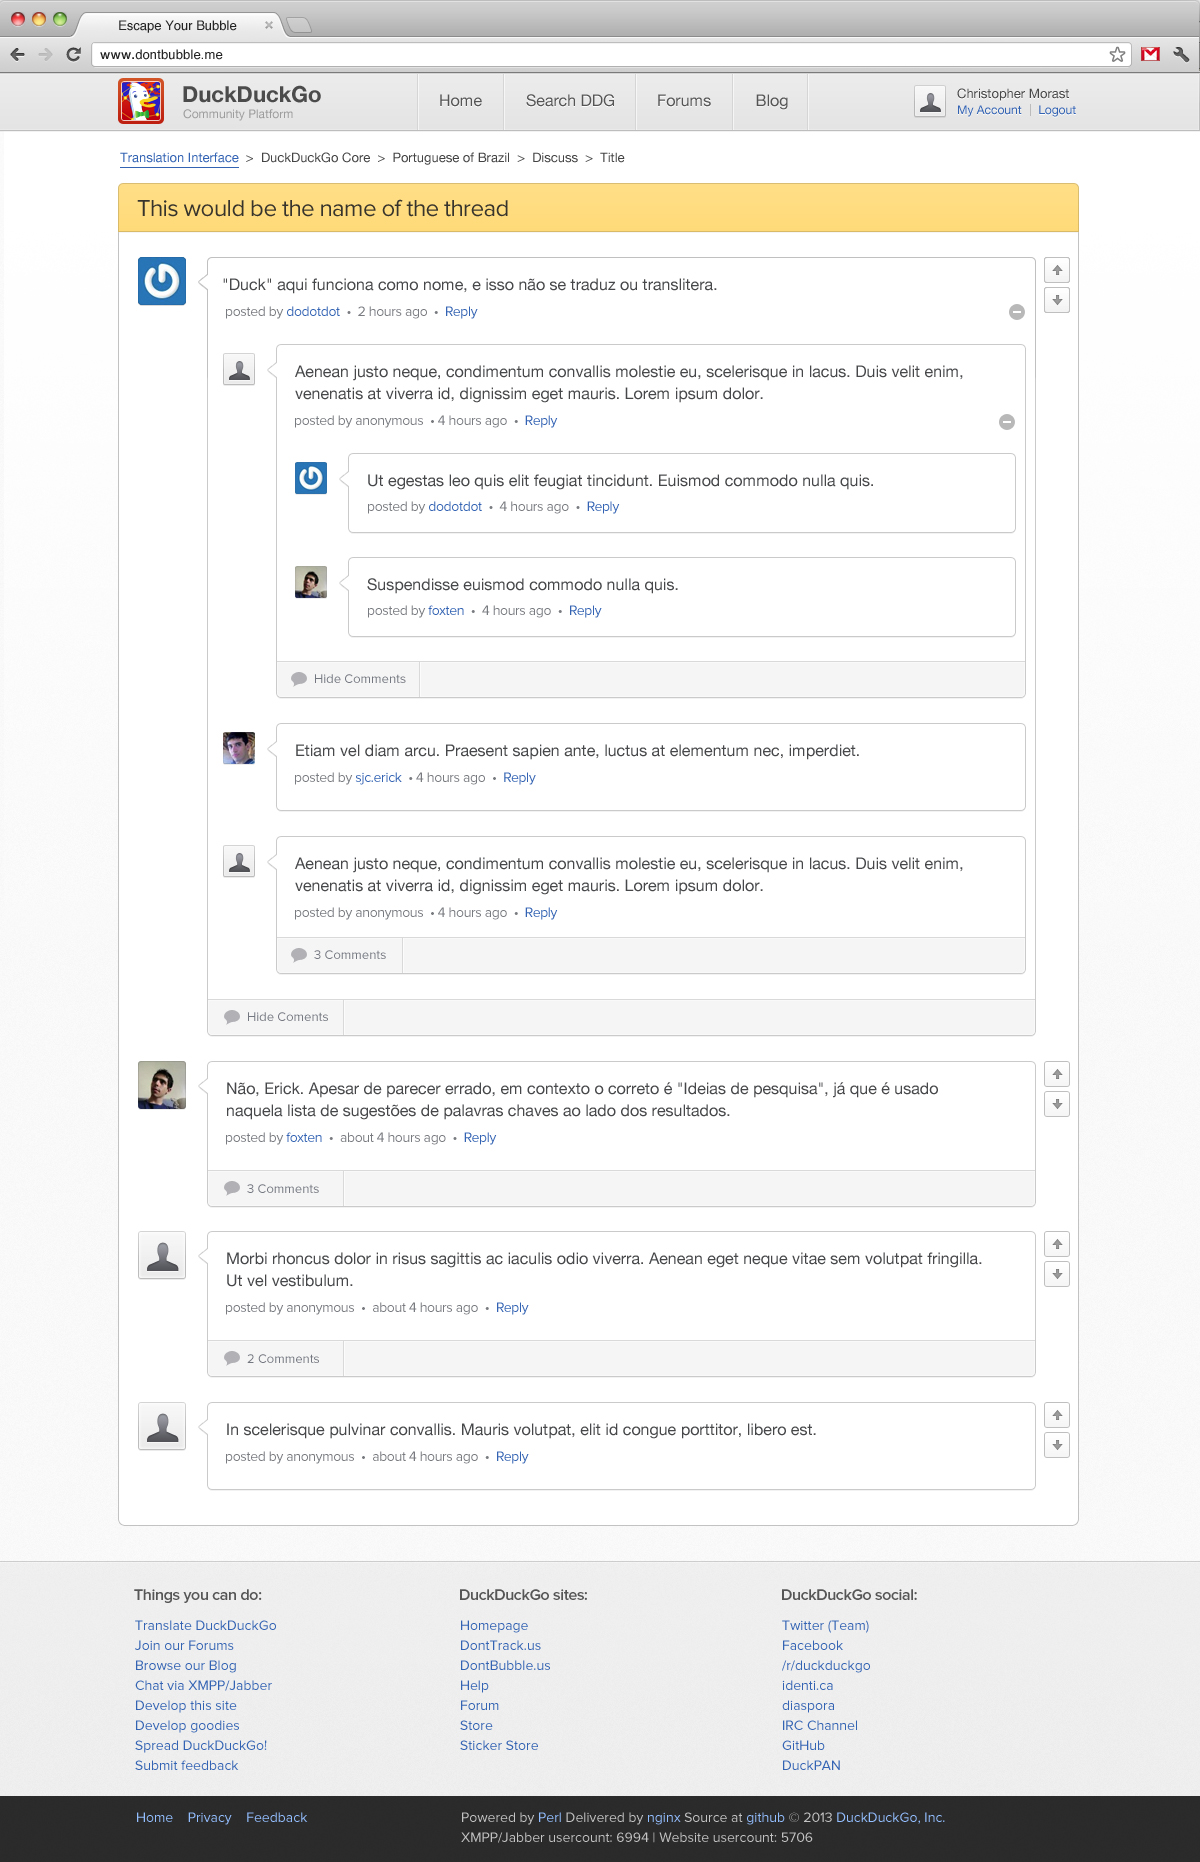 Escape Your Bubble
www.dontbubble.me
DuckDuckGo
Community Platform
Home
Search DDG
Forums
Blog
Christopher Morast
My Account | Logout
Translation Interface > DuckDuckGo Core > Portuguese of Brazil > Discuss > Title
This would be the name of the thread
"Duck" aqui funciona como nome, e isso não se traduz ou translitera.
posted by dodotdot • 2 hours ago • Reply
Aenean justo neque, condimentum convallis molestie eu, scelerisque in lacus. Duis velit enim,
venenatis at viverra id, dignissim eget mauris. Lorem ipsum dolor.
posted by anonymous • 4 hours ago • Reply
Ut egestas leo quis elit feugiat tincidunt. Euismod commodo nulla quis.
posted by dodotdot • 4 hours ago • Reply
Suspendisse euismod commodo nulla quis.
posted by foxten • 4 hours ago • Reply
Hide Comments
Etiam vel diam arcu. Praesent sapien ante, luctus at elementum nec, imperdiet.
posted by sjc.erick • 4 hours ago • Reply
Aenean justo neque, condimentum convallis molestie eu, scelerisque in lacus. Duis velit enim,
venenatis at viverra id, dignissim eget mauris. Lorem ipsum dolor.
posted by anonymous • 4 hours ago • Reply
3 Comments
Hide Coments
Não, Erick. Apesar de parecer errado, em contexto o correto é "Ideias de pesquisa", já que é usado
naquela lista de sugestões de palavras chaves ao lado dos resultados.
posted by foxten • about 4 hours ago • Reply
3 Comments
Morbi rhoncus dolor in risus sagittis ac iaculis odio viverra. Aenean eget neque vitae sem volutpat fringilla.
Ut vel vestibulum.
posted by anonymous • about 4 hours ago • Reply
2 Comments
In scelerisque pulvinar convallis. Mauris volutpat, elit id congue porttitor, libero est.
posted by anonymous • about 4 hours ago • Reply
Things you can do:
Translate DuckDuckGo
Join our Forums
Browse our Blog
Chat via XMPP/Jabber
Develop this site
Develop goodies
Spread DuckDuckGo!
Submit feedback
DuckDuckGo sites:
Homepage
DontTrack.us
DontBubble.us
Help
Forum
Store
Sticker Store
DuckDuckGo social:
Twitter (Team)
Facebook
/r/duckduckgo
identi.ca
diaspora
IRC Channel
GitHub
DuckPAN
Home Privacy Feedback
Powered by Perl Delivered by nginx Source at github © 2013 DuckDuckGo, Inc.
XMPP/Jabber usercount: 6994 | Website usercount: 5706